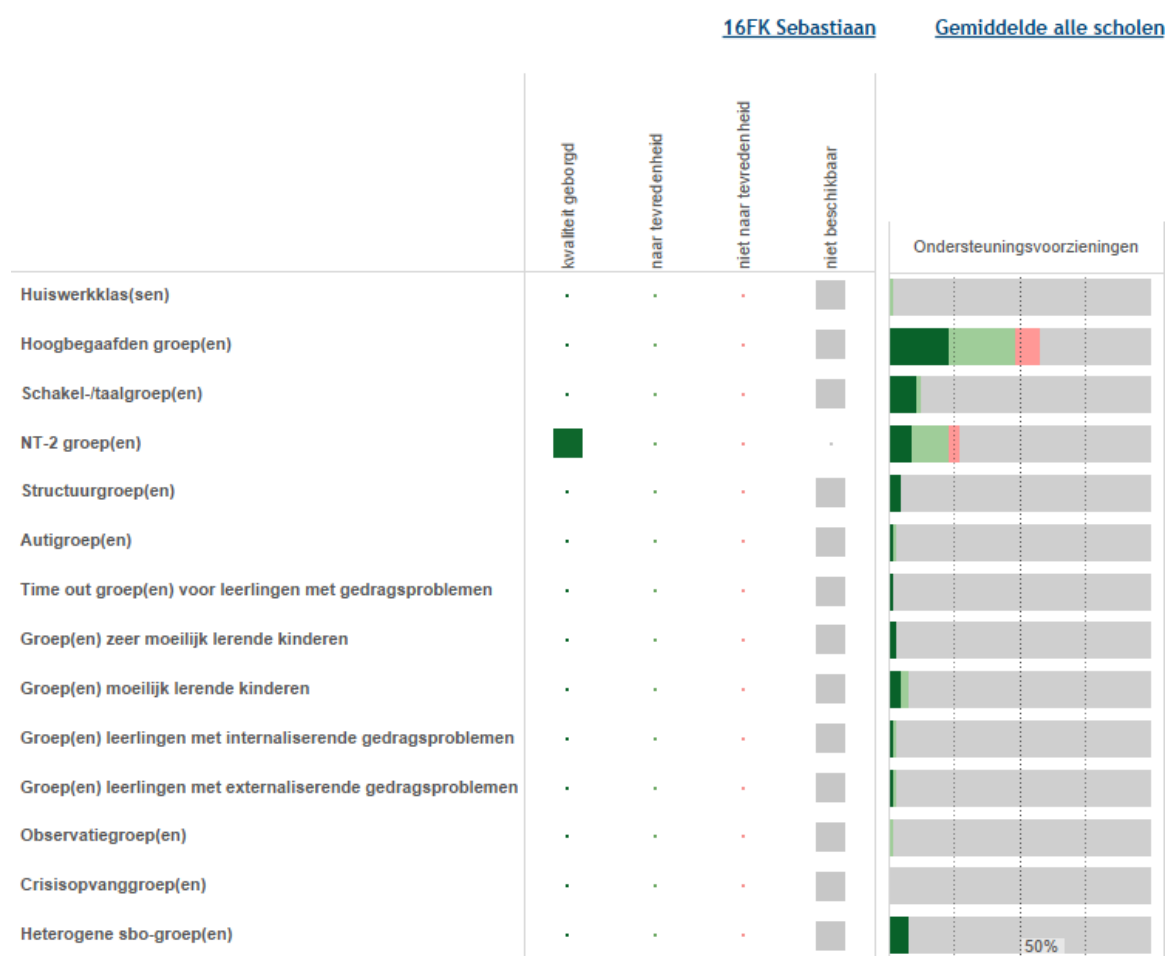 16FK Sebastiaan
Gemiddelde alle scholen
kwaliteit geborgd
naar tevredenheid
niet naar tevredenheid
niet beschikbaar
Ondersteuningsvoorzieningen
Huiswerkklas(sen)
Hoogbegaafden groep(en)
Schakel-/taalgroep(en)
NT-2 groep(en)
Structuurgroep(en)
Autigroep(en)
Time out groep(en) voor leerlingen met gedragsproblemen
Groep(en) zeer moeilijk lerende kinderen
Groep(en) moeilijk lerende kinderen
Groep(en) leerlingen met internaliserende gedragsproblemen
Groep(en) leerlingen met externaliserende gedragsproblemen
Observatiegroep(en)
Crisisopvanggroep(en)
Heterogene sbo-groep(en)
50%